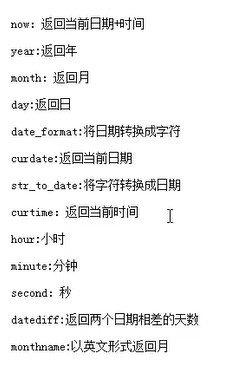 now: 返回当前日期+时间
year:返回年
month: 返回月
day:返回日
date_format:将日期转换成字符
curdate:返回当前日期
str_to_date:将字符转换成日期
curtime: 返回当前时间
hour:小时
minute:分钟
second: 秒
datediff:返回两个日期相差的天数
monthname:以英文形式返回月